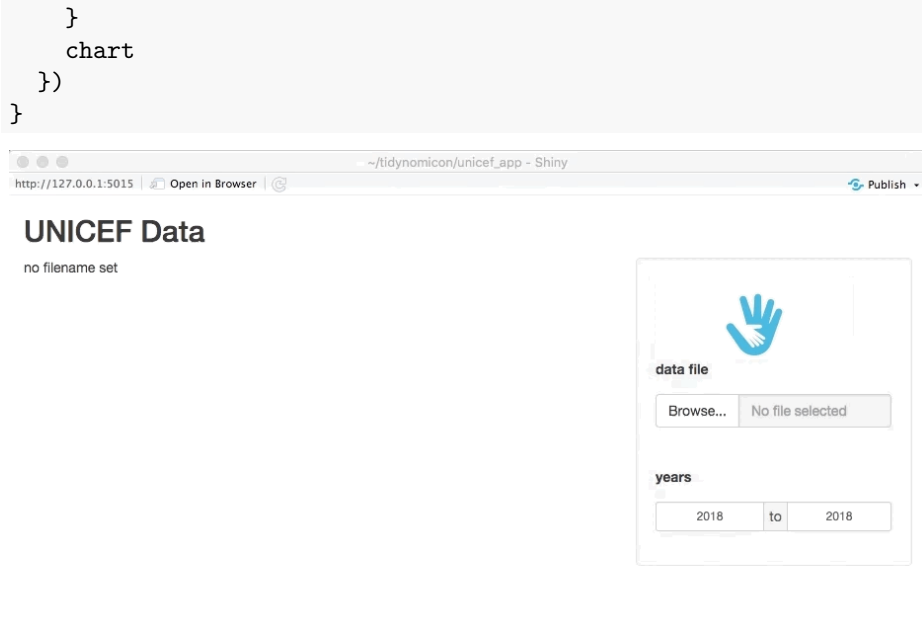 }
chart
})
}
~/tidynomicon/unicef_app - Shiny
http://127.0.0.1:5015 Open in Browser Publish
UNICEF Data
no filename set
data file
Browse... No file selected
years
2018 to 2018